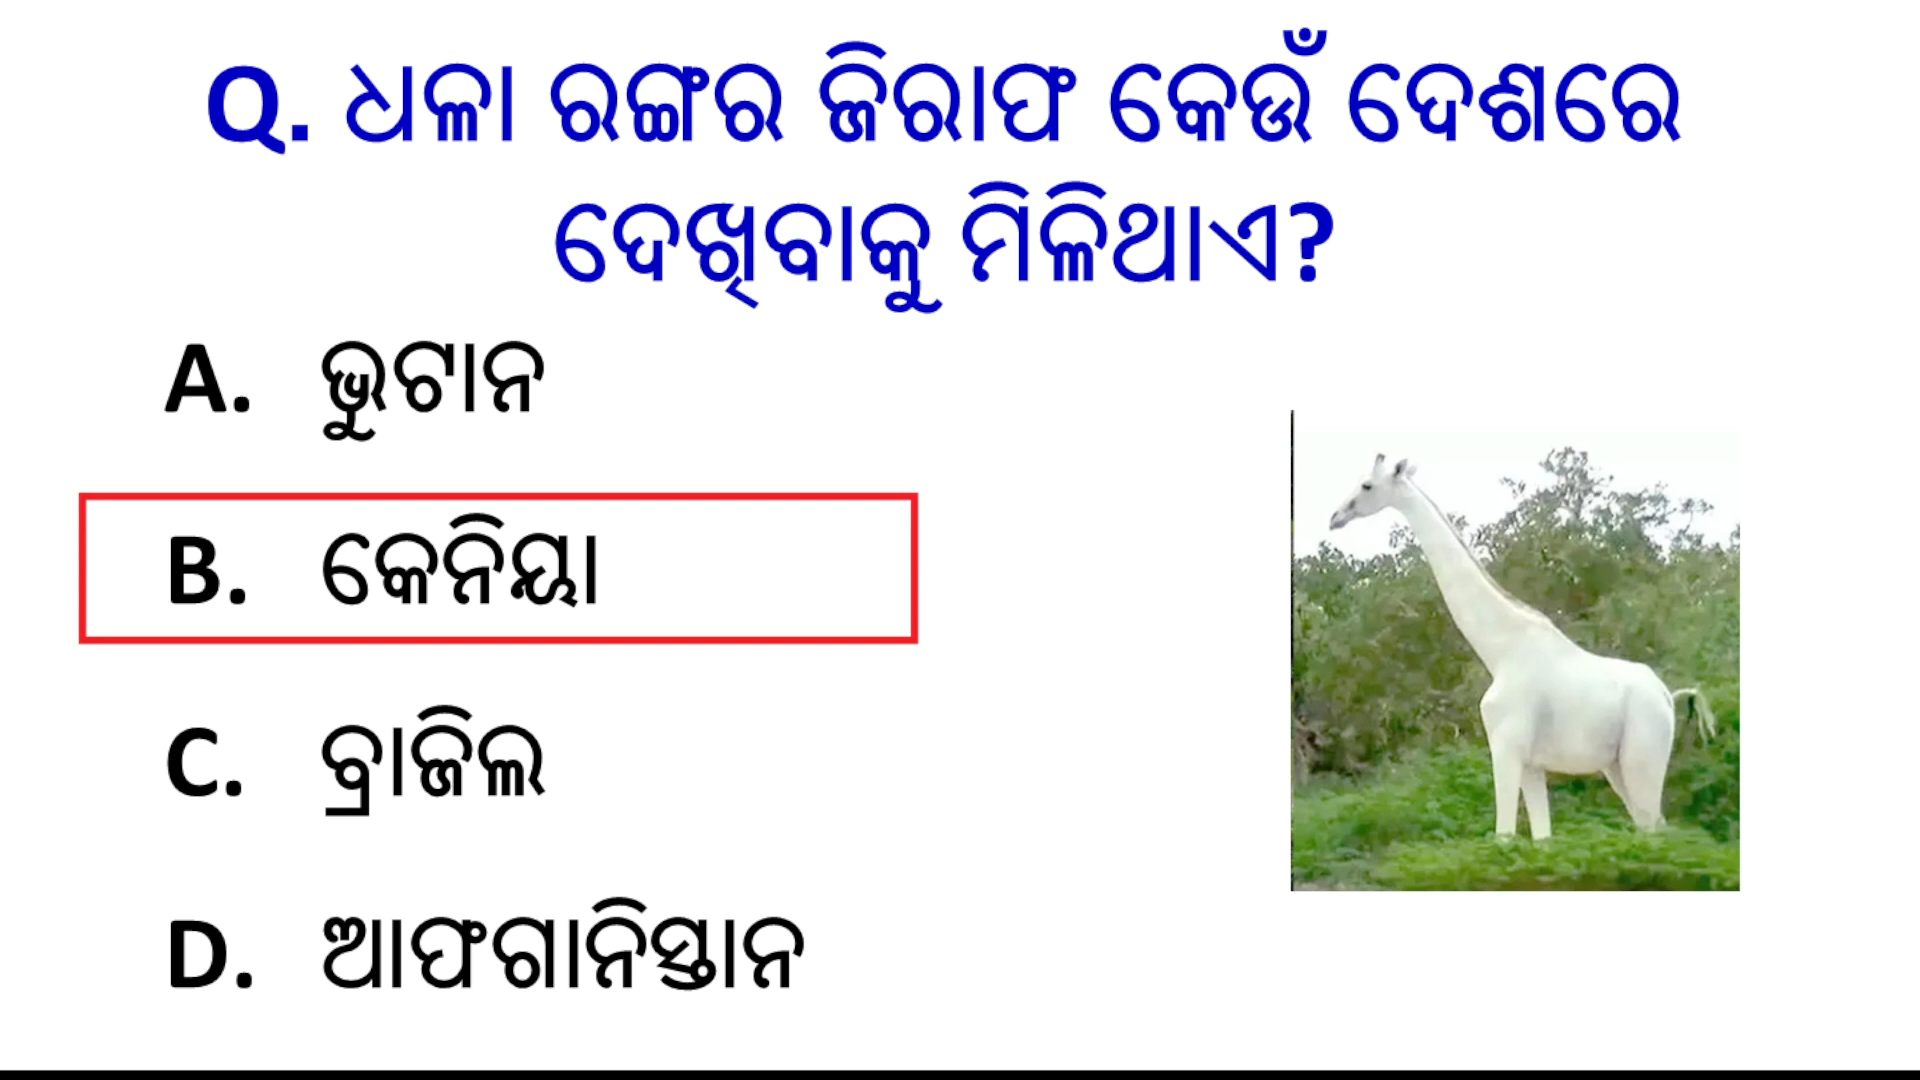 Q. ଧଳା ରଙ୍ଗର ଜିରାଫ କେଉଁ ଦେଶରେ
ଦେଖିବାକୁ ମିଳିଥାଏ?
A. ଭୁଟାନ
B. କେନିୟା
C. ବ୍ରାଜିଲ
D. ଆଫଗାନିସ୍ତାନ